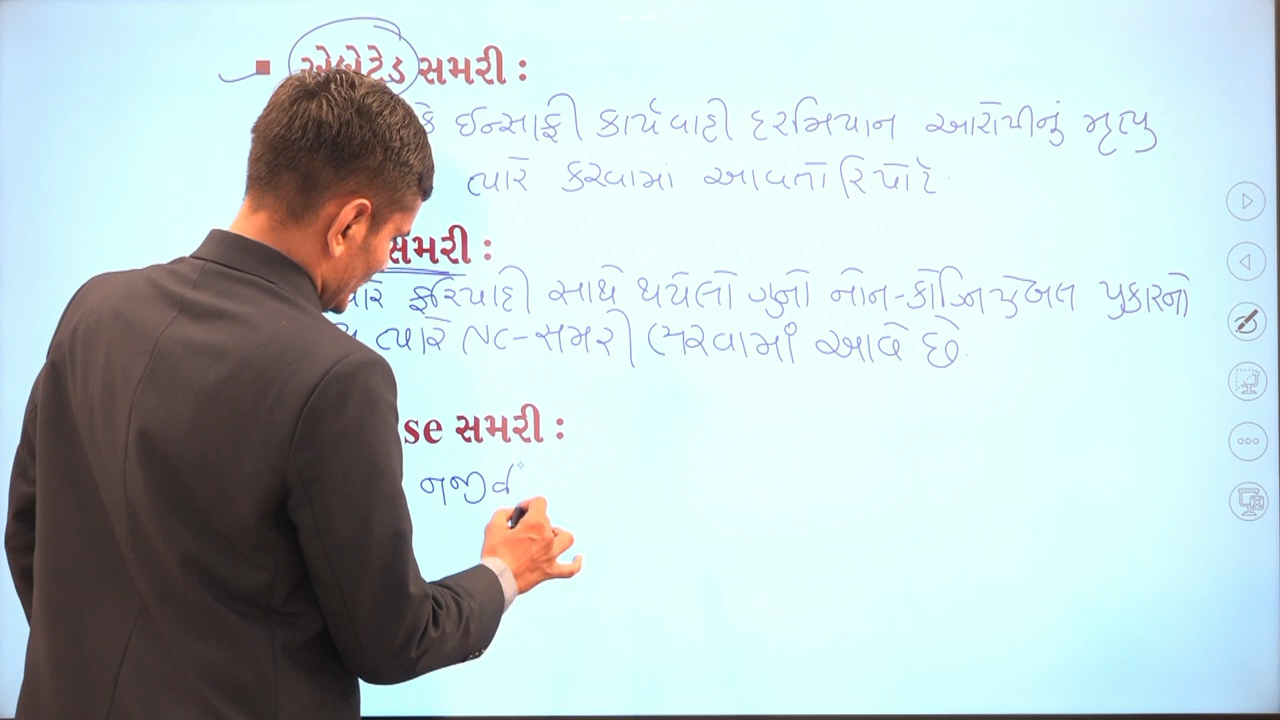 એબેટેડ સમરી :
કે ઈન્સાફી કાર્યવાહી દરમિયાન આરોપીનું મૃત્યુ
ત્યારે કરવામાં આવતો રિપોર્ટ
સમરી :
ફરિયાદી સાથે થયેલો ગુનો નોન-કોગ્નિઝેબલ પ્રકારનો
ત્યારે NC-સમરી ભરવામાં આવે છે.
se સમરી :
નજીવ